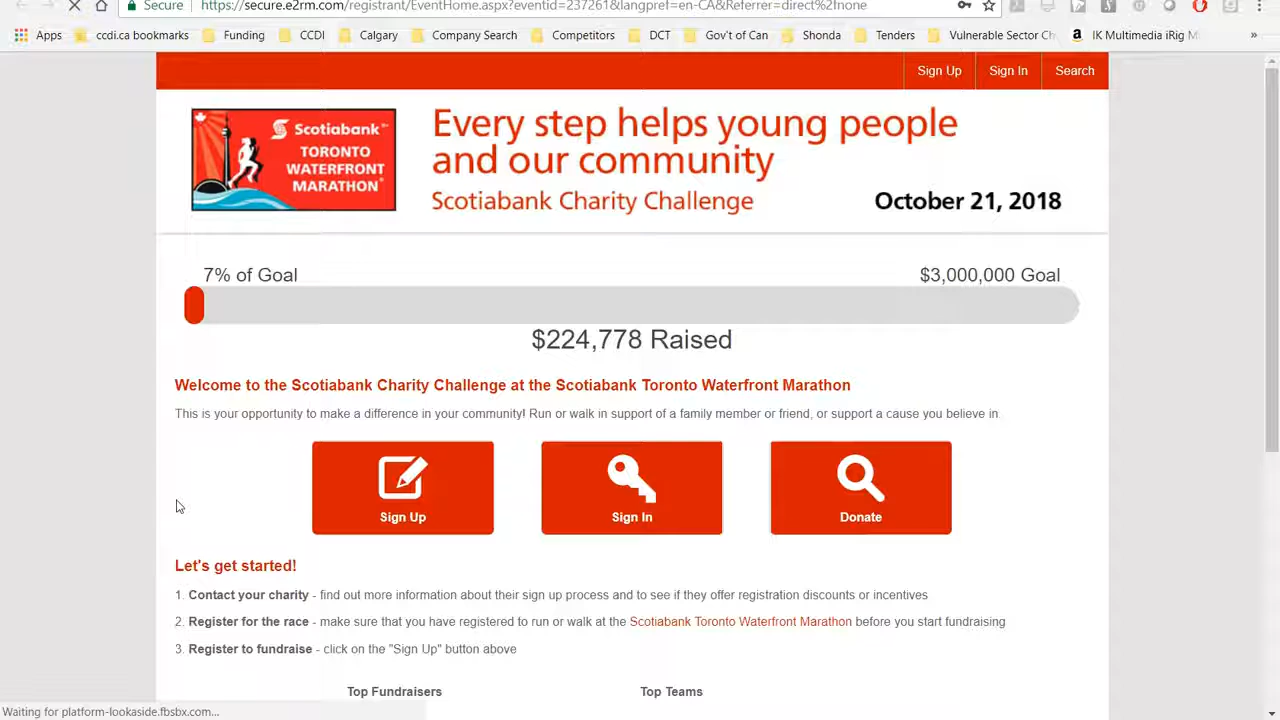 Secure https://secure.e2rm.com/registrant/EventHome.aspx?eventid=237261&langpref=en-CA&Referrer=direct%2fnone
Apps ccdi.ca bookmarks Funding CCDI Calgary Company Search Competitors DCT Gov't of Can Shonda Tenders Vulnerable Sector Ch IK Multimedia iRig M »
Sign Up Sign In Search
Scotiabank
TORONTO
WATERFRONT
MARATHON
Every step helps young people
and our community
Scotiabank Charity Challenge October 21, 2018
7% of Goal $3,000,000 Goal
$224,778 Raised
Welcome to the Scotiabank Charity Challenge at the Scotiabank Toronto Waterfront Marathon
This is your opportunity to make a difference in your community! Run or walk in support of a family member or friend, or support a cause you believe in.
Sign Up Sign In Donate
Let's get started!
1. Contact your charity - find out more information about their sign up process and to see if they offer registration discounts or incentives
2. Register for the race - make sure that you have registered to run or walk at the Scotiabank Toronto Waterfront Marathon before you start fundraising
3. Register to fundraise - click on the "Sign Up" button above
Top Fundraisers Top Teams
Waiting for platform-lookaside.fbsbx.com...